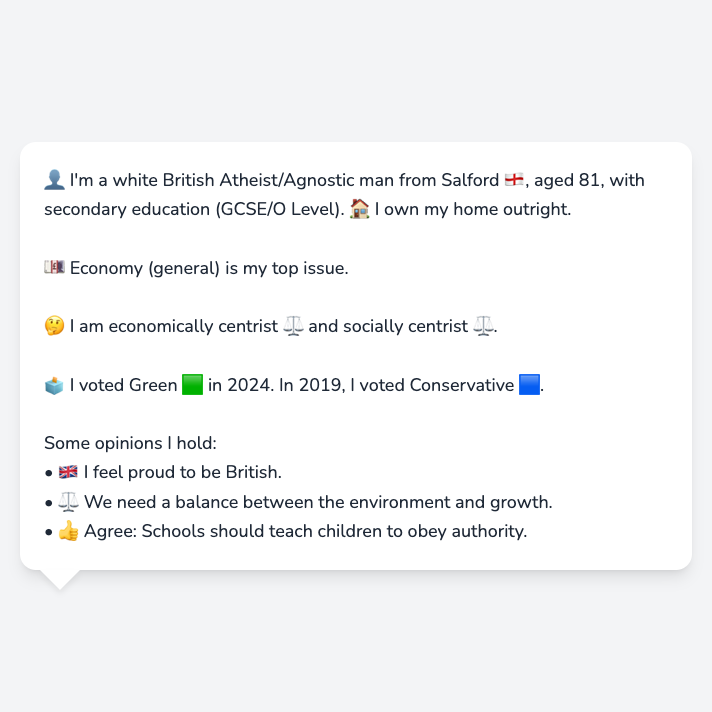 👤 I'm a white British Atheist/Agnostic man from Salford 🏴󠁧󠁢󠁥󠁮󠁧󠁿, aged 81, with
secondary education (GCSE/O Level). 🏠 I own my home outright.
💷 Economy (general) is my top issue.
🤔 I am economically centrist ⚖️ and socially centrist ⚖️.
🗳️ I voted Green 🟩 in 2024. In 2019, I voted Conservative 🟦.
Some opinions I hold:
• 🇬🇧 I feel proud to be British.
• ⚖️ We need a balance between the environment and growth.
• 👍 Agree: Schools should teach children to obey authority.